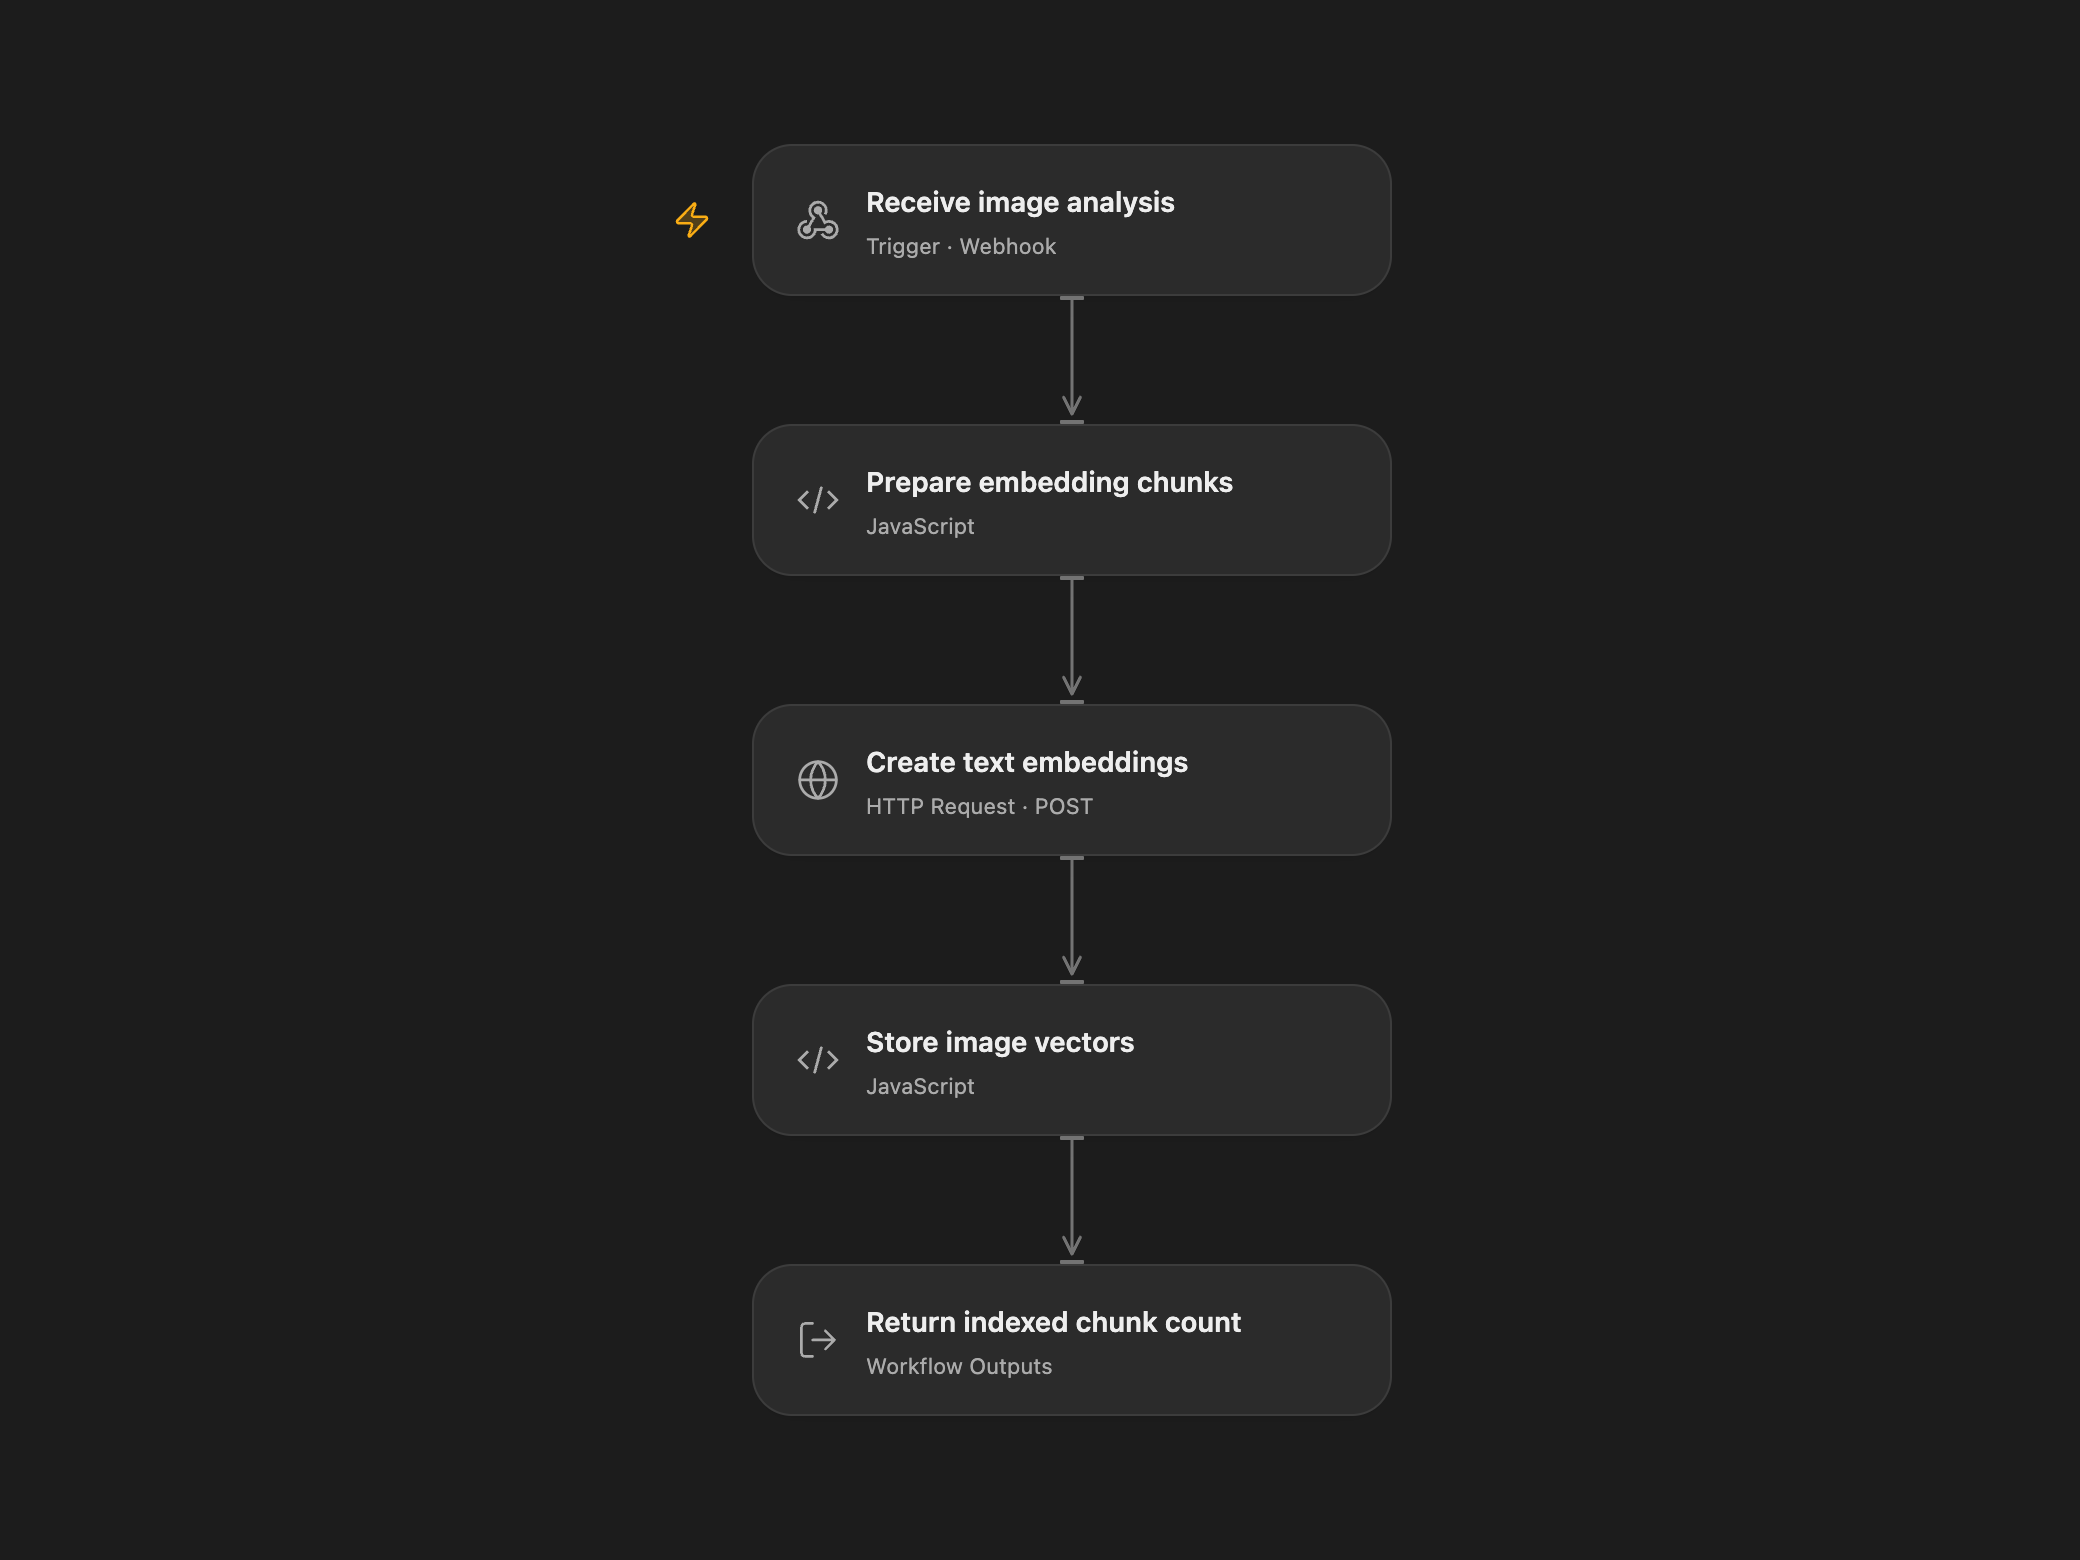 Receive image analysis
Trigger · Webhook
Prepare embedding chunks
JavaScript
Create text embeddings
HTTP Request · POST
Store image vectors
JavaScript
Return indexed chunk count
Workflow Outputs